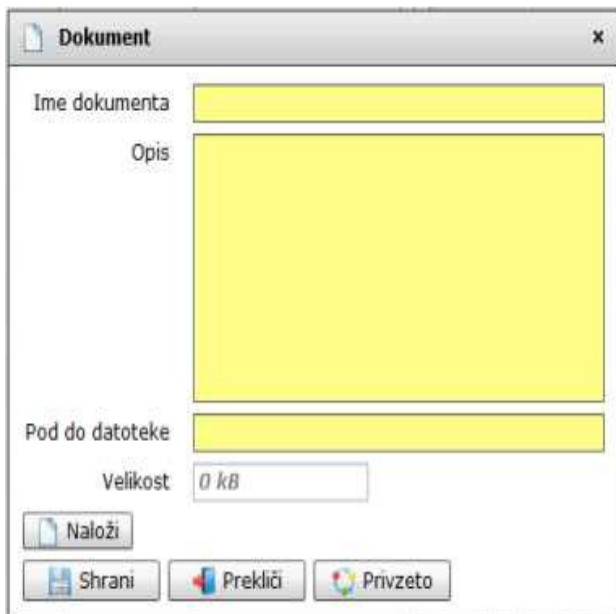 Dokument x
Ime dokumenta
Opis
Pod do datoteke
Velikost 0 kB
Naloži
Shrani Prekliči Privzeto